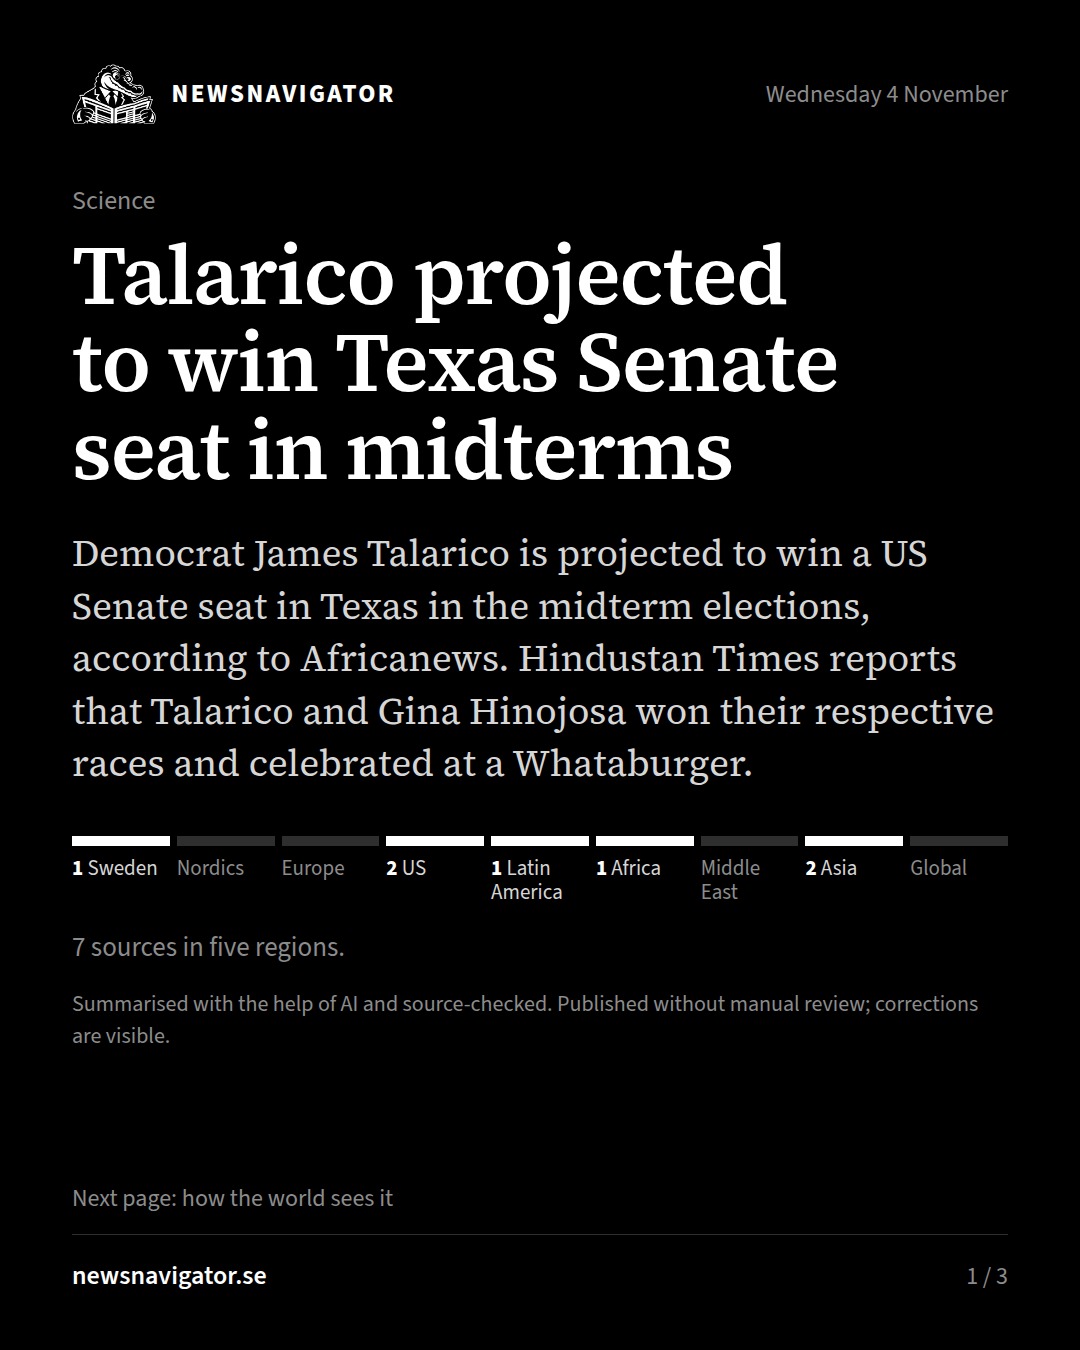 NEWSNAVIGATOR
Wednesday 4 November
Science
Talarico projected
to win Texas Senate
seat in midterms
Democrat James Talarico is projected to win a US
Senate seat in Texas in the midterm elections,
according to Africanews. Hindustan Times reports
that Talarico and Gina Hinojosa won their respective
races and celebrated at a Whataburger.
1 Sweden
Nordics
Europe
2 US
1 Latin
America
1 Africa
Middle
East
2 Asia
Global
7 sources in five regions.
Summarised with the help of AI and source-checked. Published without manual review; corrections
are visible.
Next page: how the world sees it
newsnavigator.se
1 / 3